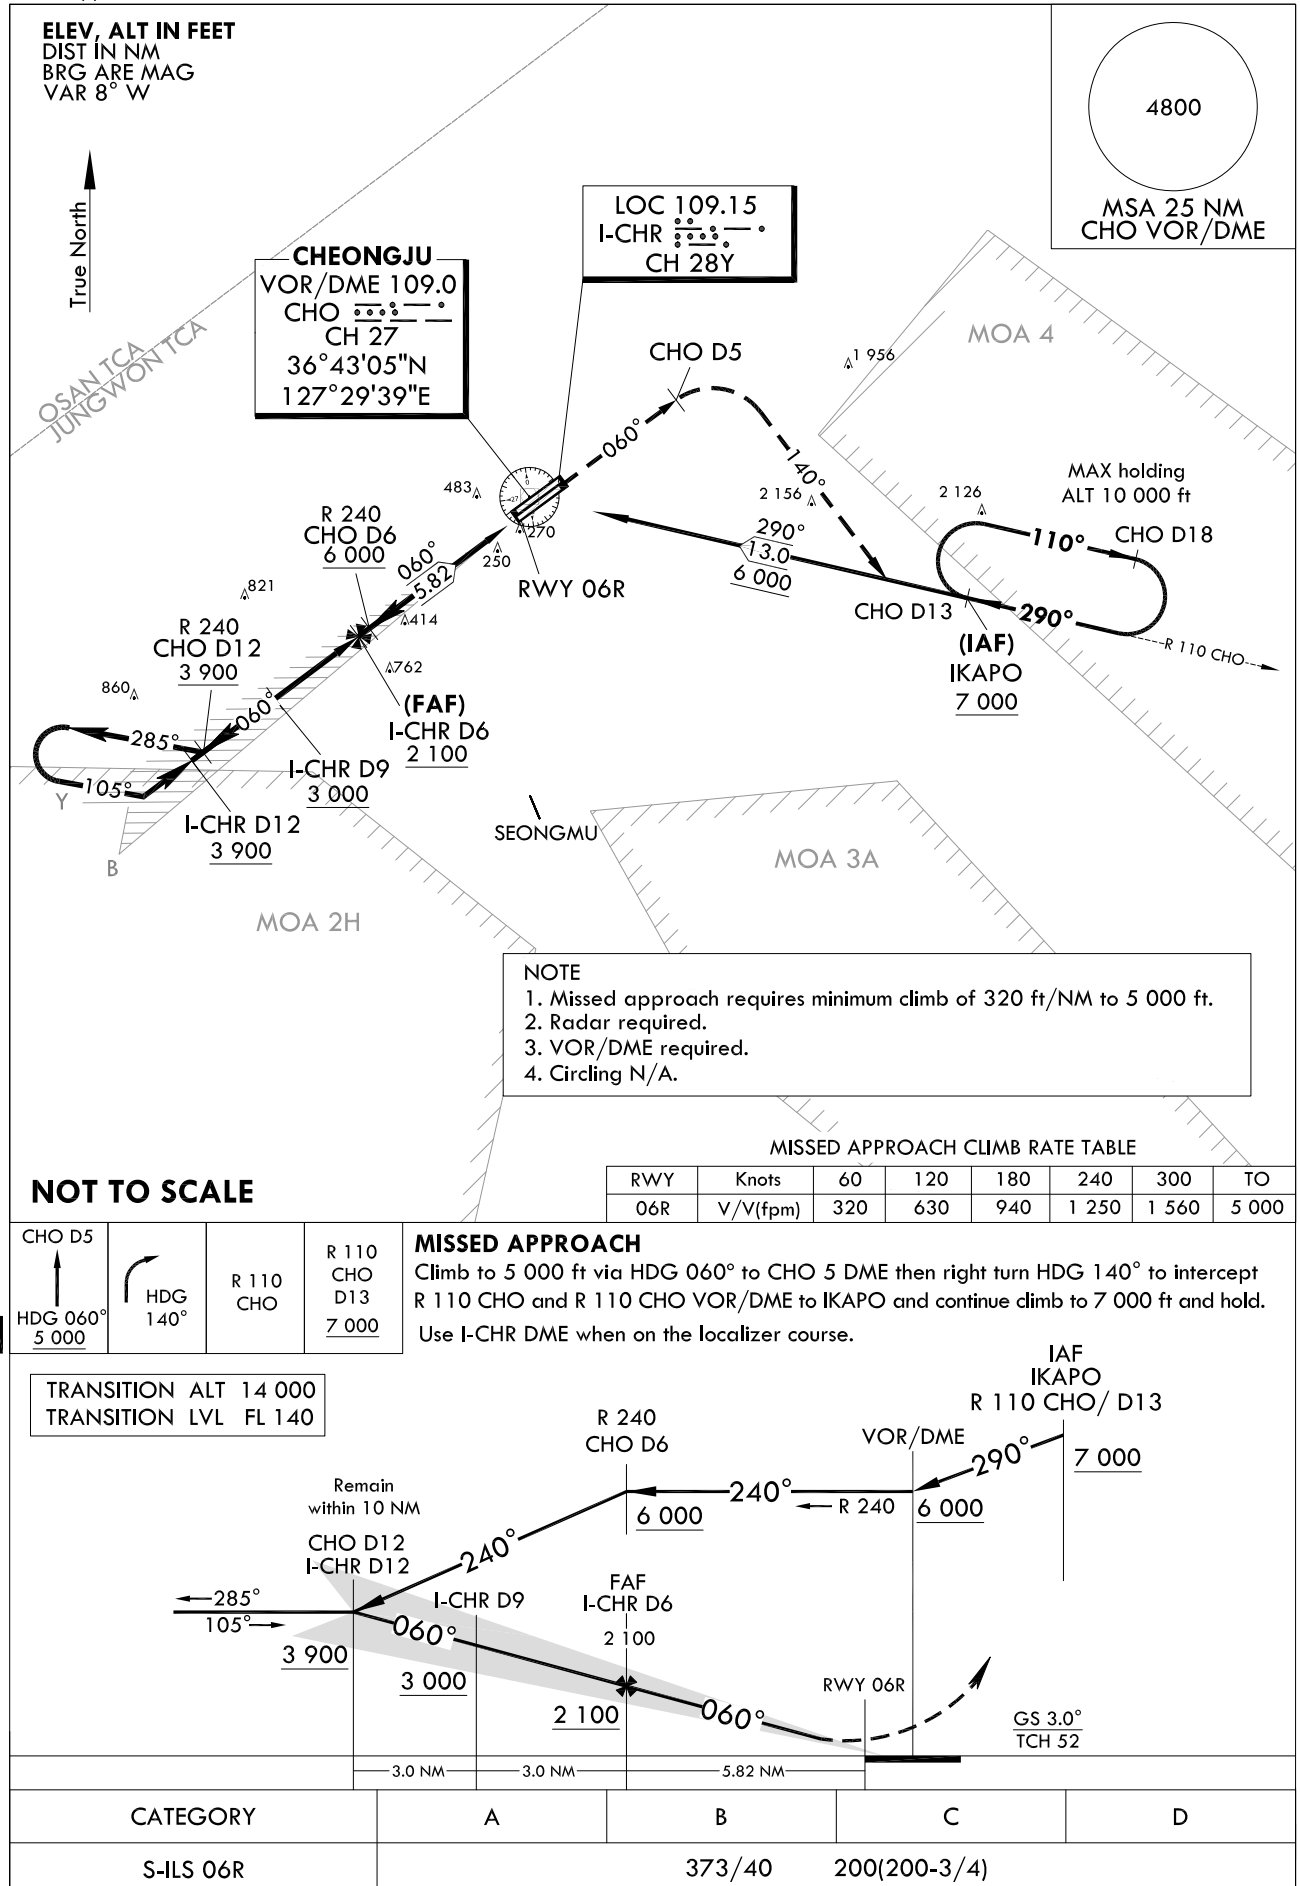 ELEV, ALT IN FEET
DIST IN NM
BRG ARE MAG
VAR 8° W
True North
4800
MSA 25 NM
CHO VOR/DME
LOC 109.15
I-CHR
CH 28Y
CHEONGJU
VOR/DME 109.0
CHO
CH 27
36°43'05"N
127°29'39"E
OSAN TCA
JUNGWON TCA
MOA 4
CHO D5
1 956
060°
140°
MAX holding
ALT 10 000 ft
483
2 156
2 126
110°
CHO D18
R 240
CHO D6
6 000
270
250
060°
5.82
RWY 06R
290°
13.0
6 000
CHO D13
290°
R 110 CHO
(IAF)
IKAPO
7 000
821
414
R 240
CHO D12
3 900
762
860
(FAF)
I-CHR D6
2 100
060°
285°
105°
I-CHR D9
3 000
Y
I-CHR D12
3 900
B
SEONGMU
MOA 3A
MOA 2H
NOTE
1. Missed approach requires minimum climb of 320 ft/NM to 5 000 ft.
2. Radar required.
3. VOR/DME required.
4. Circling N/A.
NOT TO SCALE
MISSED APPROACH CLIMB RATE TABLE
RWY Knots 60 120 180 240 300 TO
06R V/V(fpm) 320 630 940 1 250 1 560 5 000
CHO D5
HDG 060°
5 000
HDG
140°
R 110
CHO
R 110
CHO
D13
7 000
MISSED APPROACH
Climb to 5 000 ft via HDG 060° to CHO 5 DME then right turn HDG 140° to intercept
R 110 CHO and R 110 CHO VOR/DME to IKAPO and continue climb to 7 000 ft and hold.
Use I-CHR DME when on the localizer course.
TRANSITION ALT 14 000
TRANSITION LVL FL 140
IAF
IKAPO
R 110 CHO/ D13
R 240
CHO D6
VOR/DME
290°
7 000
240°
R 240
6 000
6 000
Remain
within 10 NM
CHO D12
I-CHR D12
240°
285°
105°
I-CHR D9
FAF
I-CHR D6
2 100
060°
3 900
3 000
2 100
060°
RWY 06R
GS 3.0°
TCH 52
3.0 NM
3.0 NM
5.82 NM
CATEGORY A B C D
S-ILS 06R 373/40 200(200-3/4)